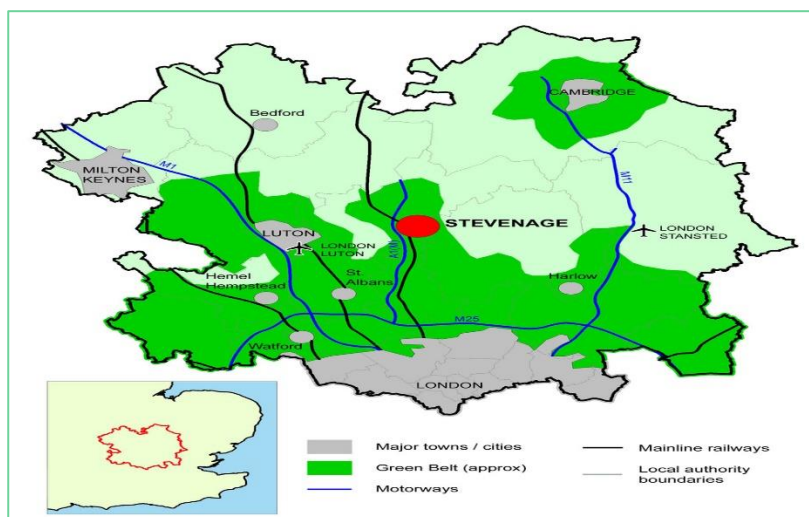 Bedford
CAMBRIDGE
M1
MILTON
KEYNES
M11
STEVENAGE
LUTON
LONDON
LUTON
A1(M)
LONDON
STANSTED
Hemel
Hempstead
St
Albans
Harlow
M25
Watford
LONDON
Major towns / cities
Green Belt (approx)
Motorways
Mainline railways
Local authority
boundaries